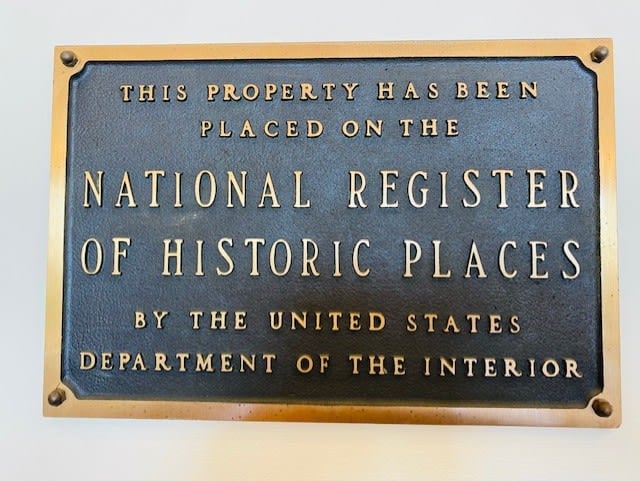 THIS PROPERTY HAS BEEN
PLACED ON THE
NATIONAL REGISTER
OF HISTORIC PLACES
BY THE UNITED STATES
DEPARTMENT OF THE INTERIOR